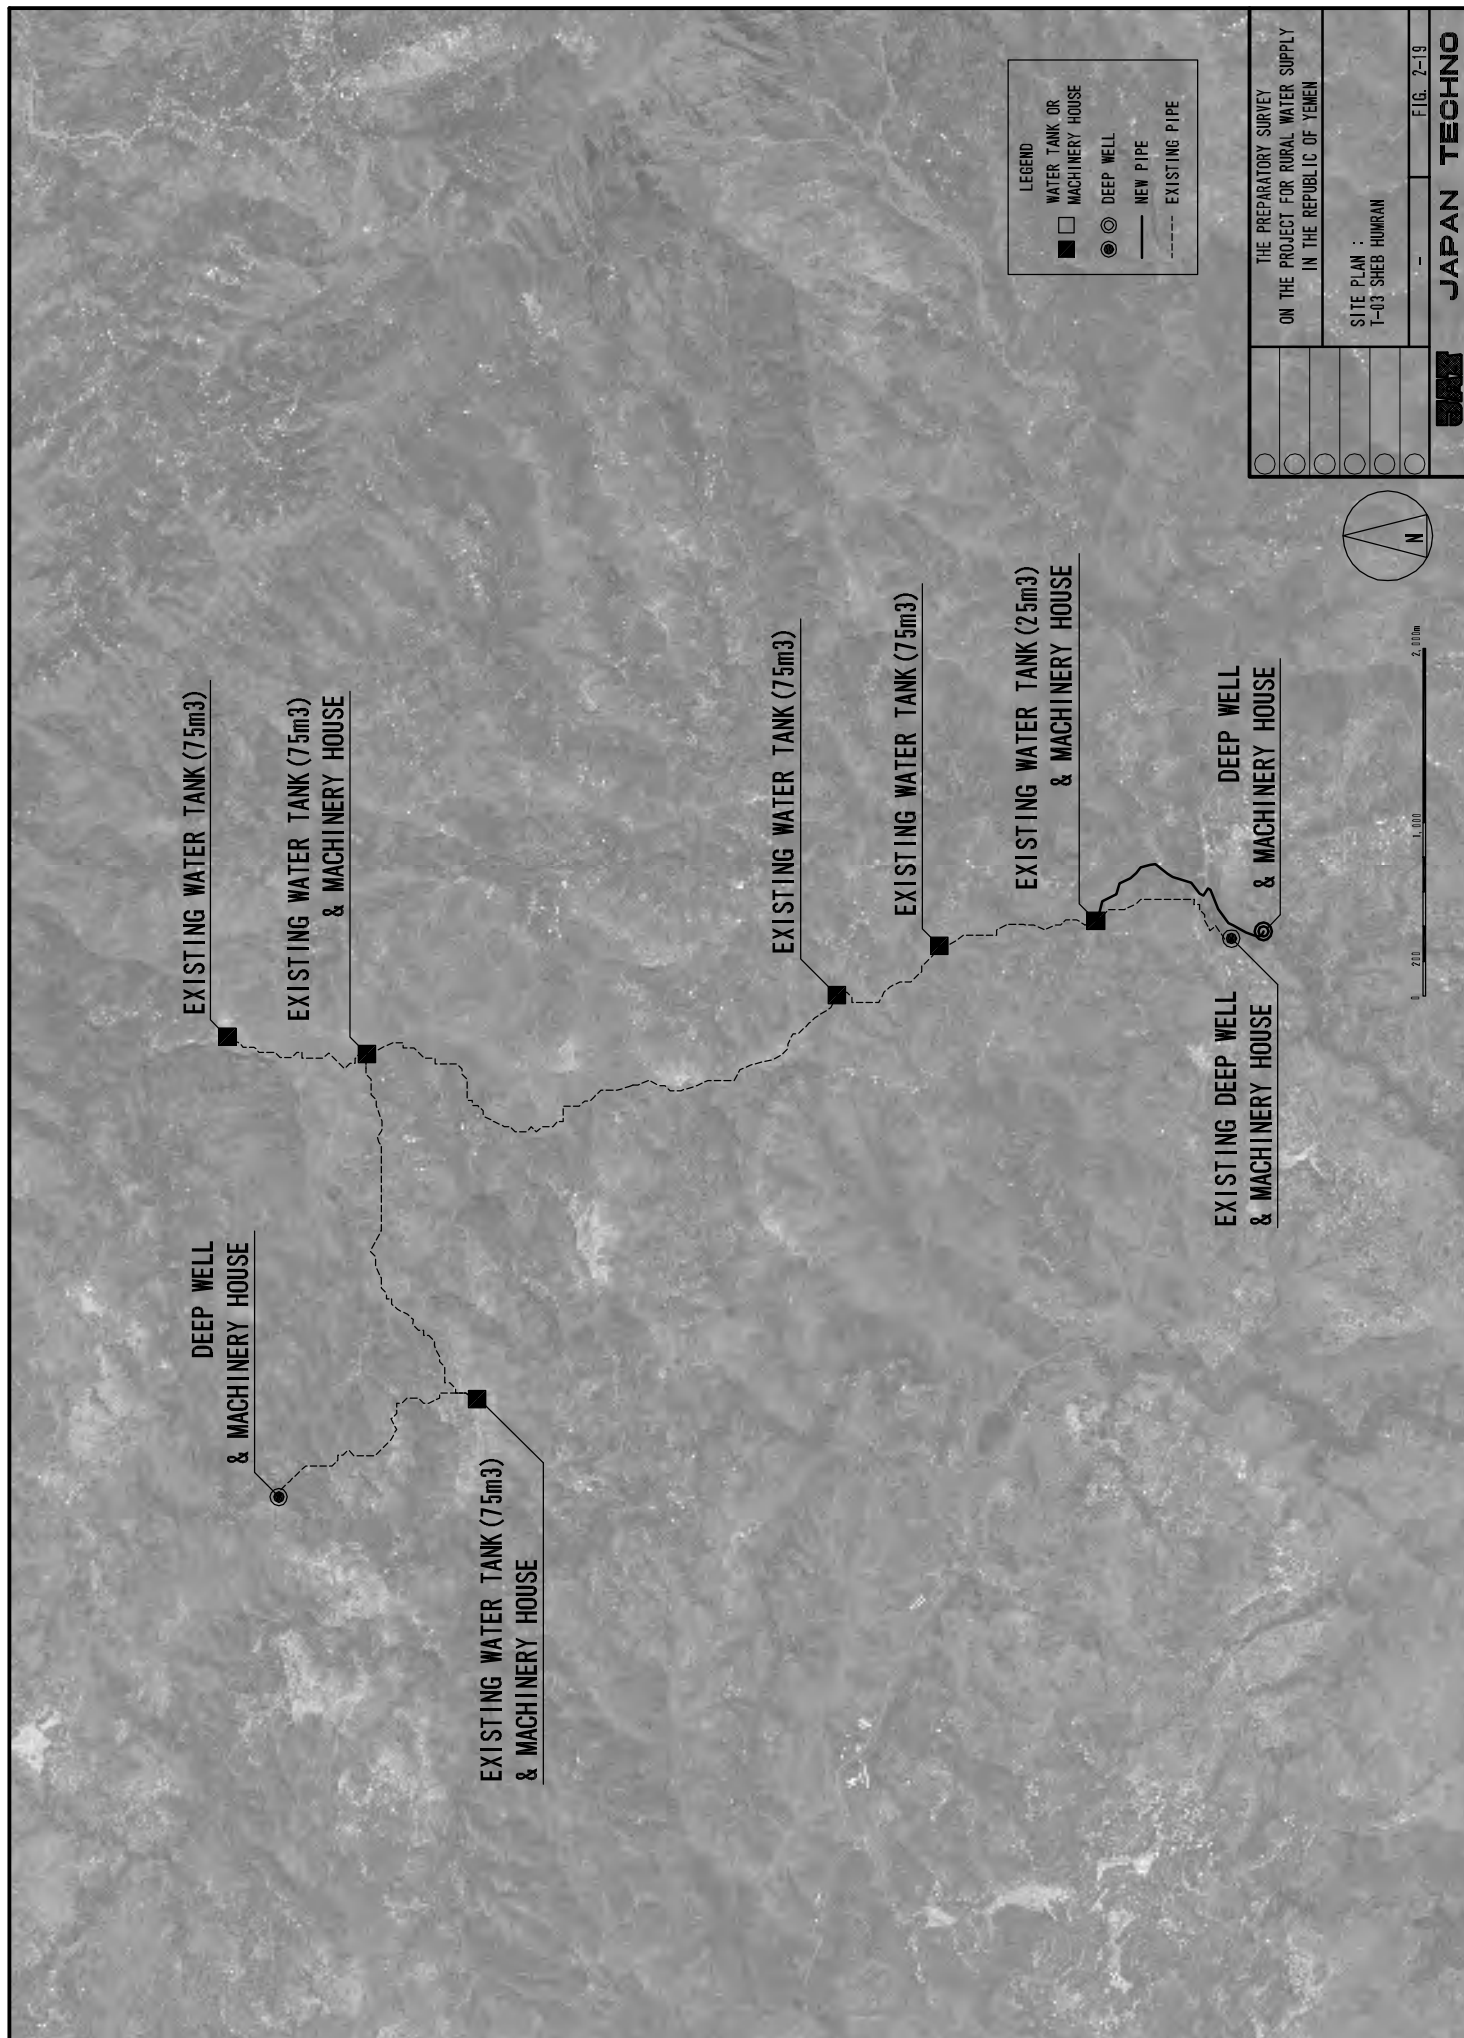 EXISTING WATER TANK(75m3)
EXISTING WATER TANK(75m3)
& MACHINERY HOUSE
DEEP WELL
& MACHINERY HOUSE
EXISTING WATER TANK(75m3)
& MACHINERY HOUSE
EXISTING WATER TANK(75m3)
EXISTING WATER TANK(75m3)
EXISTING WATER TANK(25m3)
& MACHINERY HOUSE
DEEP WELL
& MACHINERY HOUSE
EXISTING DEEP WELL
& MACHINERY HOUSE
LEGEND
WATER TANK OR
MACHINERY HOUSE
DEEP WELL
NEW PIPE
EXISTING PIPE
0 200 1,000 2,000m
N
THE PREPARATORY SURVEY
ON THE PROJECT FOR RURAL WATER SUPPLY
IN THE REPUBLIC OF YEMEN
SITE PLAN :
T-03 SHEB HUMRAN
-
FIG. 2-19
JAPAN TECHNO